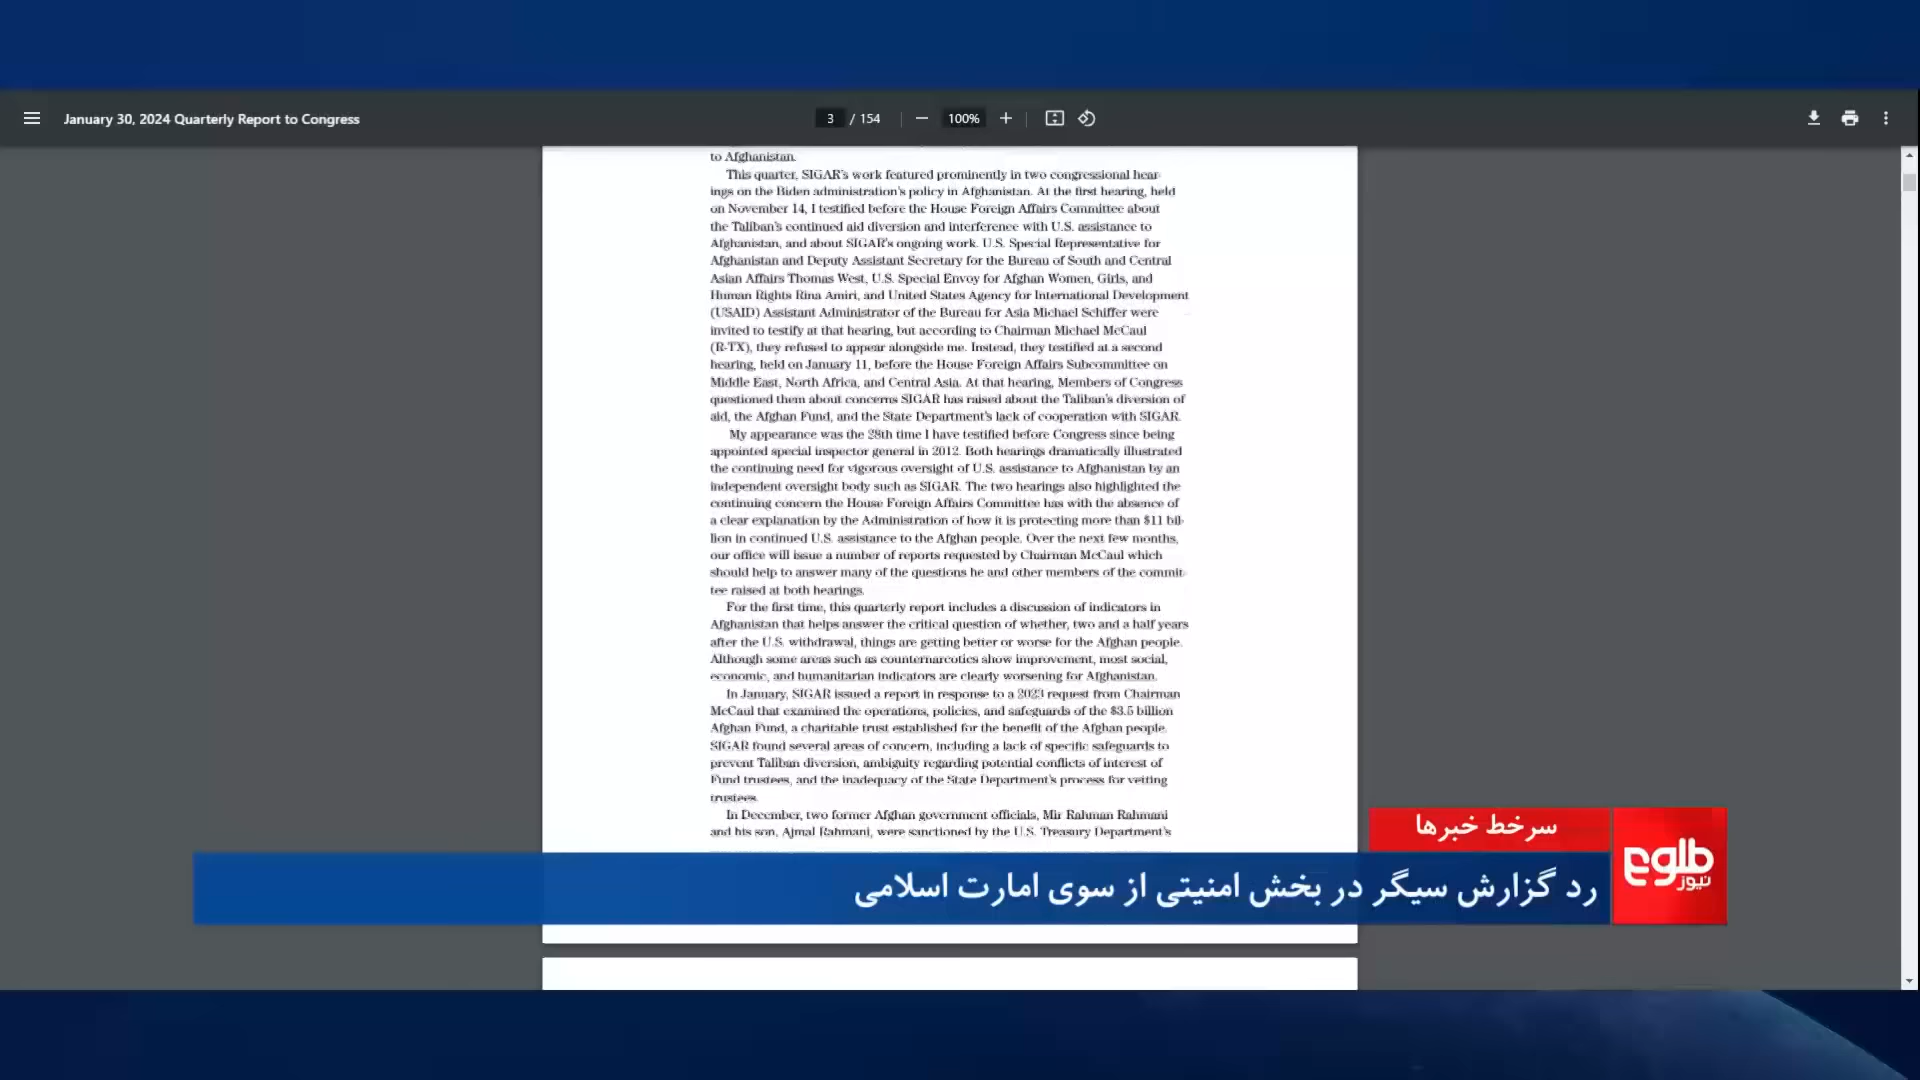 January 30, 2024 Quarterly Report to Congress
3 / 154
100%
to Afghanistan.
This quarter, SIGAR's work featured prominently in two congressional hear-
ings on the Biden administration's policy in Afghanistan. At the first hearing, held
on November 14, I testified before the House Foreign Affairs Committee about
the Taliban's continued aid diversion and interference with U.S. assistance to
Afghanistan, and about SIGAR's ongoing work. U.S. Special Representative for
Afghanistan and Deputy Assistant Secretary for the Bureau of South and Central
Asian Affairs Thomas West, U.S. Special Envoy for Afghan Women, Girls, and
Human Rights Rina Amiri, and United States Agency for International Development
(USAID) Assistant Administrator of the Bureau for Asia Michael Schiffer were
invited to testify at that hearing, but according to Chairman Michael McCaul
(R-TX), they refused to appear alongside me. Instead, they testified at a second
hearing, held on January 11, before the House Foreign Affairs Subcommittee on
Middle East, North Africa, and Central Asia. At that hearing, Members of Congress
questioned them about concerns SIGAR has raised about the Taliban's diversion of
aid, the Afghan Fund, and the State Department's lack of cooperation with SIGAR.
My appearance was the 28th time I have testified before Congress since being
appointed special inspector general in 2012. Both hearings dramatically illustrated
the continuing need for vigorous oversight of U.S. assistance to Afghanistan by an
independent oversight body such as SIGAR. The two hearings also highlighted the
continuing concern the House Foreign Affairs Committee has with the absence of
a clear explanation by the Administration of how it is protecting more than $11 bil-
lion in continued U.S. assistance to the Afghan people. Over the next few months,
our office will issue a number of reports requested by Chairman McCaul which
should help to answer many of the questions he and other members of the commit-
tee raised at both hearings.
For the first time, this quarterly report includes a discussion of indicators in
Afghanistan that helps answer the critical question of whether, two and a half years
after the U.S. withdrawal, things are getting better or worse for the Afghan people.
Although some areas such as counternarcotics show improvement, most social,
economic, and humanitarian indicators are clearly worsening for Afghanistan.
In January, SIGAR issued a report in response to a 2023 request from Chairman
McCaul that examined the operations, policies, and safeguards of the $3.5 billion
Afghan Fund, a charitable trust established for the benefit of the Afghan people.
SIGAR found several areas of concern, including a lack of specific safeguards to
prevent Taliban diversion, ambiguity regarding potential conflicts of interest of
Fund trustees, and the inadequacy of the State Department's process for vetting
trustees.
In December, two former Afghan government officials, Mir Rahman Rahmani
and his son, Ajmal Rahmani, were sanctioned by the U.S. Treasury Department's
سرخط خبرها
رد گزارش سیگر در بخش امنیتی از سوی امارت اسلامی
طلوع
نیوز